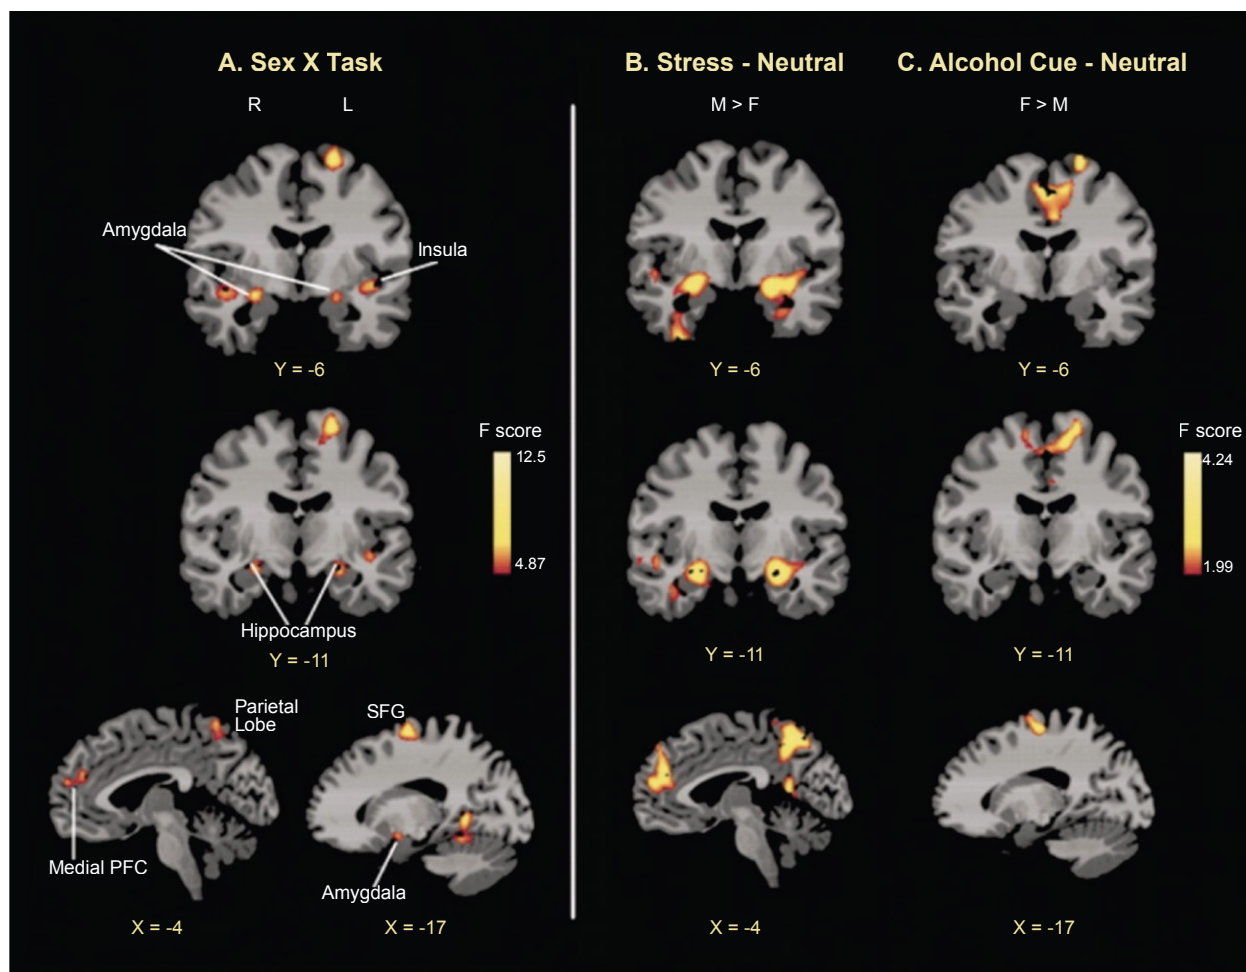 A. Sex X Task
B. Stress - Neutral
C. Alcohol Cue - Neutral
R
L
M > F
F > M
Amygdala
Insula
Y = -6
Y = -6
Y = -6
F score
12.5
4.87
F score
4.24
1.99
Hippocampus
Y = -11
Y = -11
Y = -11
Parietal
Lobe
SFG
Medial PFC
Amygdala
X = -4
X = -17
X = -4
X = -17